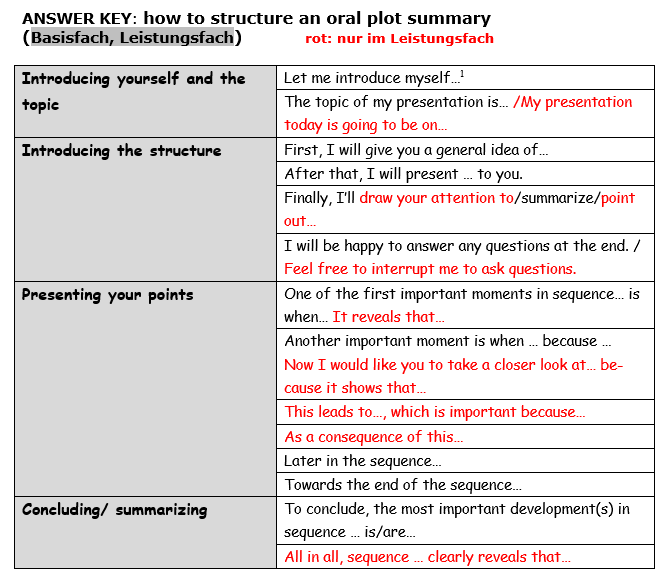 ANSWER KEY: how to structure an oral plot summary
(Basisfach, Leistungsfach) rot: nur im Leistungsfach
Introducing yourself and the
topic
Let me introduce myself…1
The topic of my presentation is… /My presentation
today is going to be on…
Introducing the structure
First, I will give you a general idea of…
After that, I will present … to you.
Finally, I'll draw your attention to/summarize/point
out…
I will be happy to answer any questions at the end. /
Feel free to interrupt me to ask questions.
Presenting your points
One of the first important moments in sequence… is
when… It reveals that…
Another important moment is when … because …
Now I would like you to take a closer look at… be-
cause it shows that…
This leads to…, which is important because…
As a consequence of this…
Later in the sequence…
Towards the end of the sequence…
Concluding/ summarizing
To conclude, the most important development(s) in
sequence … is/are…
All in all, sequence … clearly reveals that…